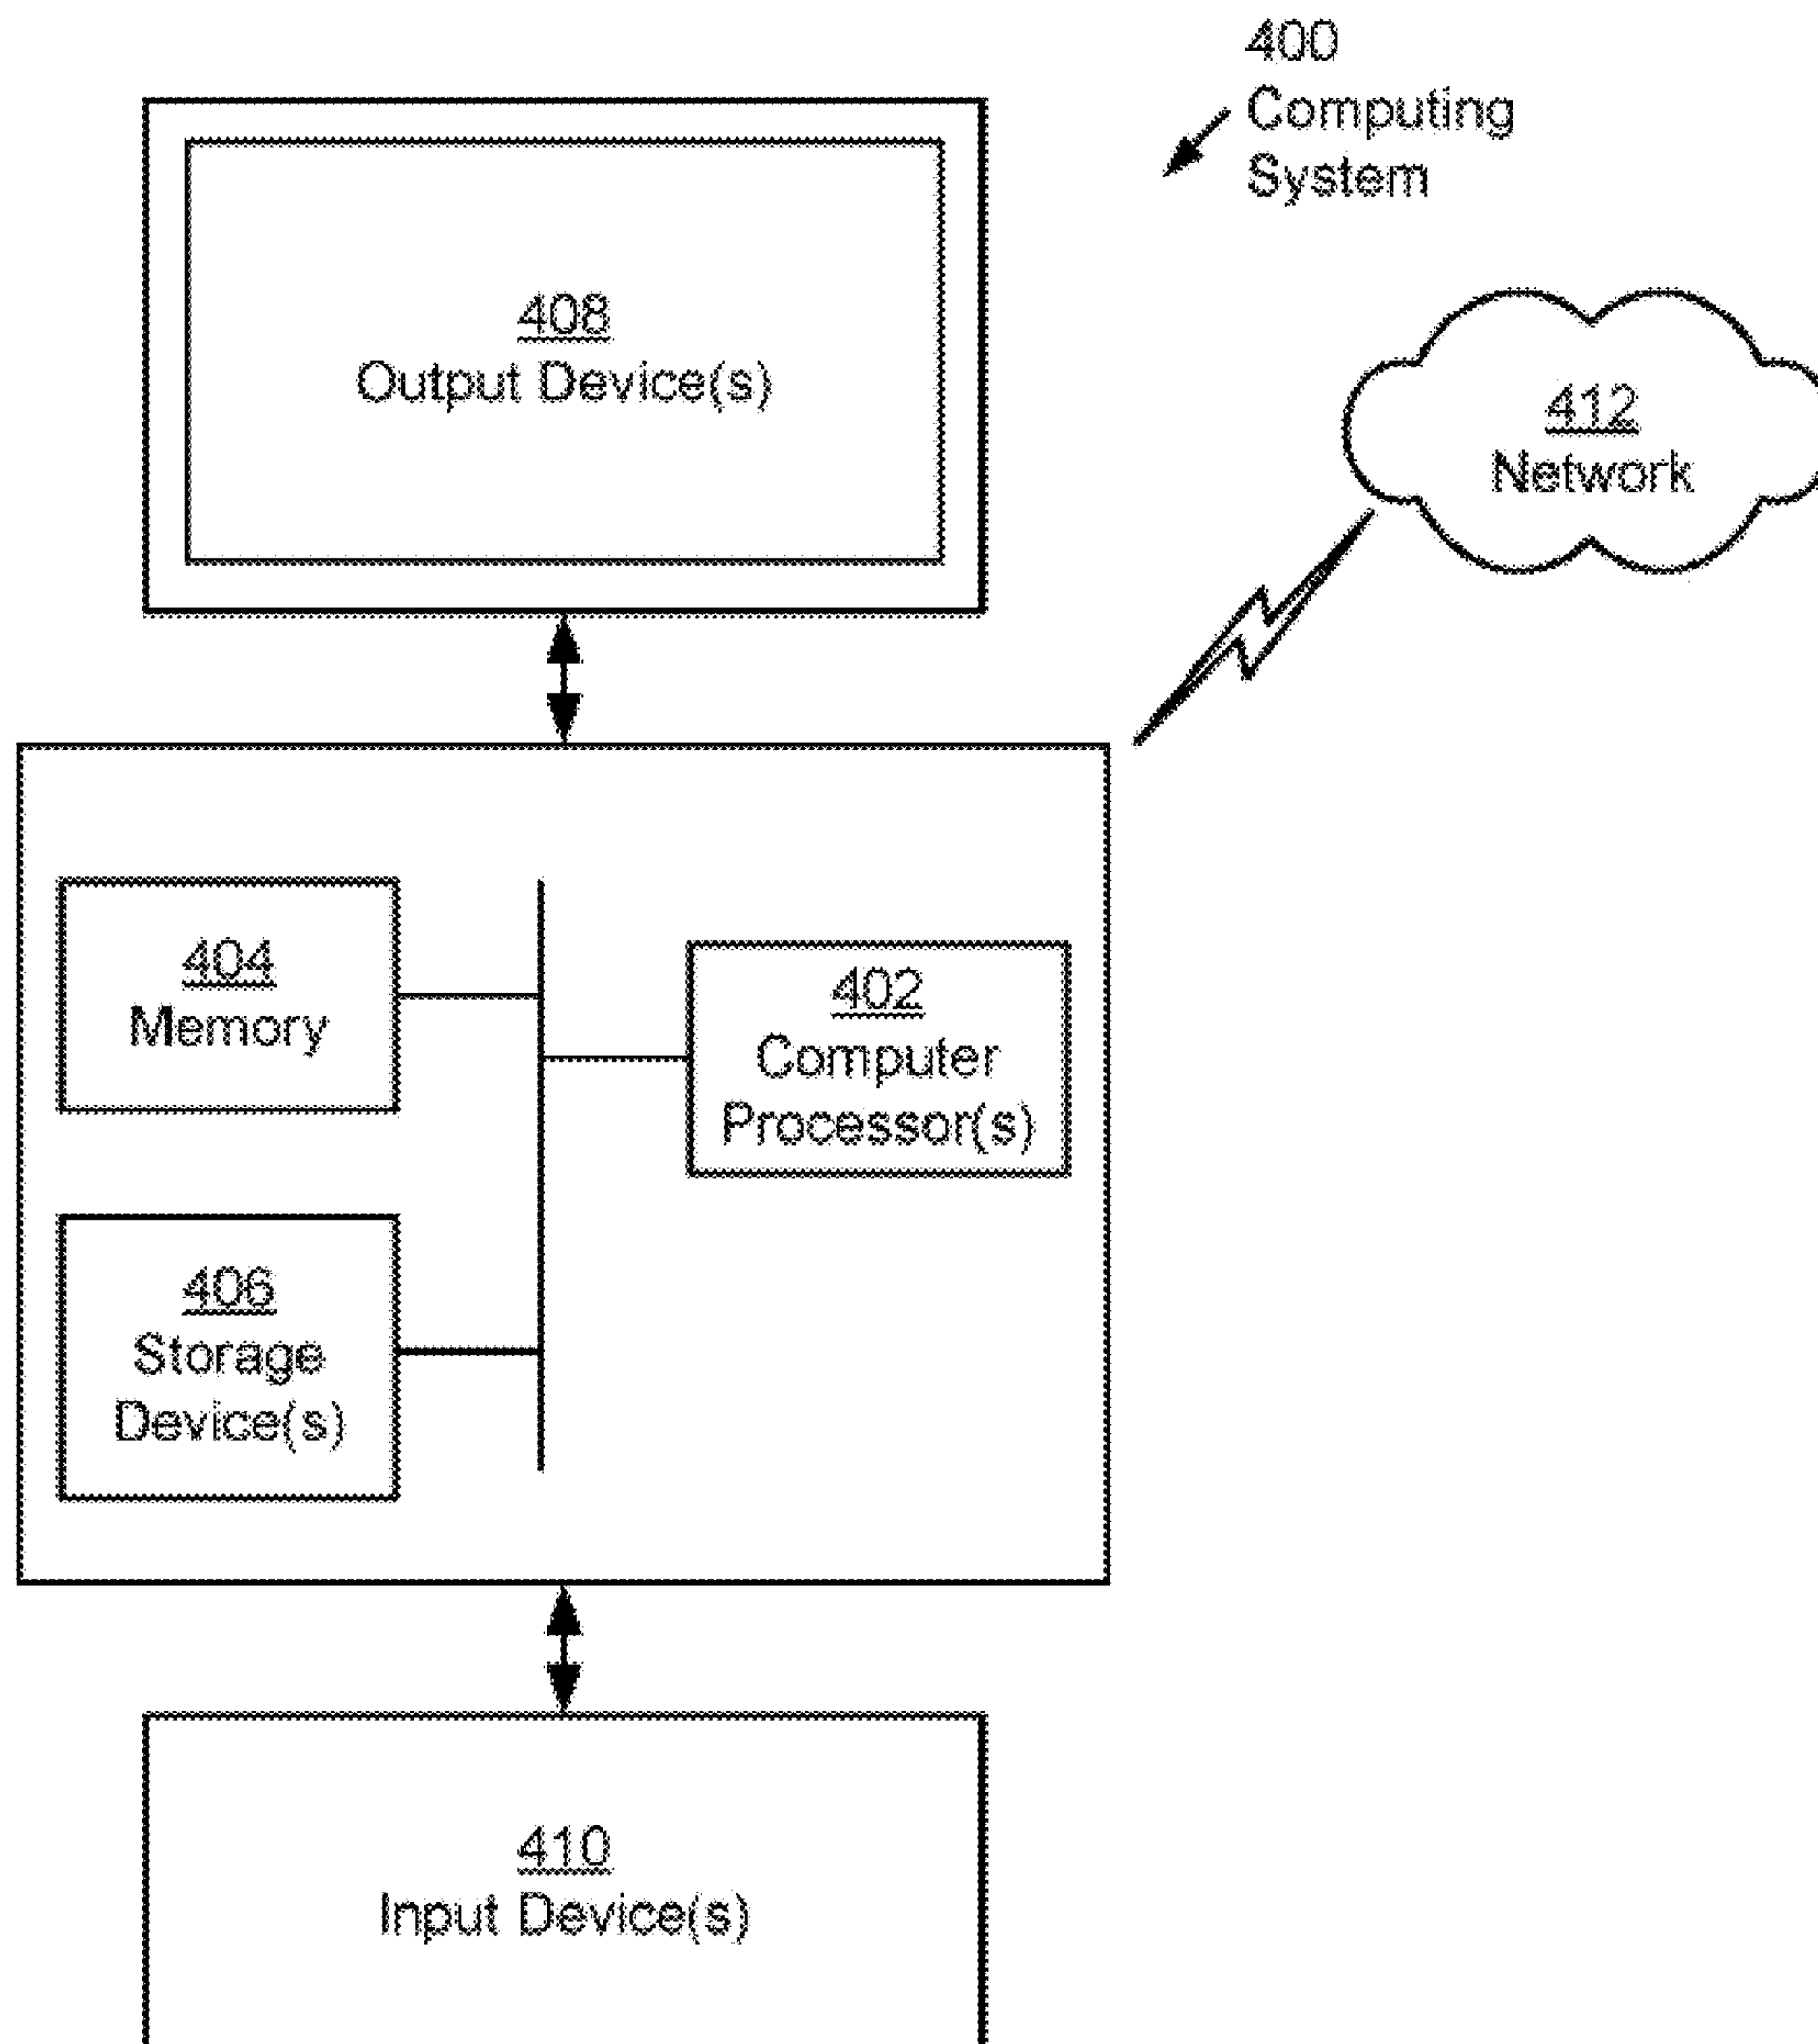 400
Computing
System
408
Output Device(s)
412
Network
404
Memory
402
Computer
Processor(s)
406
Storage
Device(s)
410
Input Device(s)